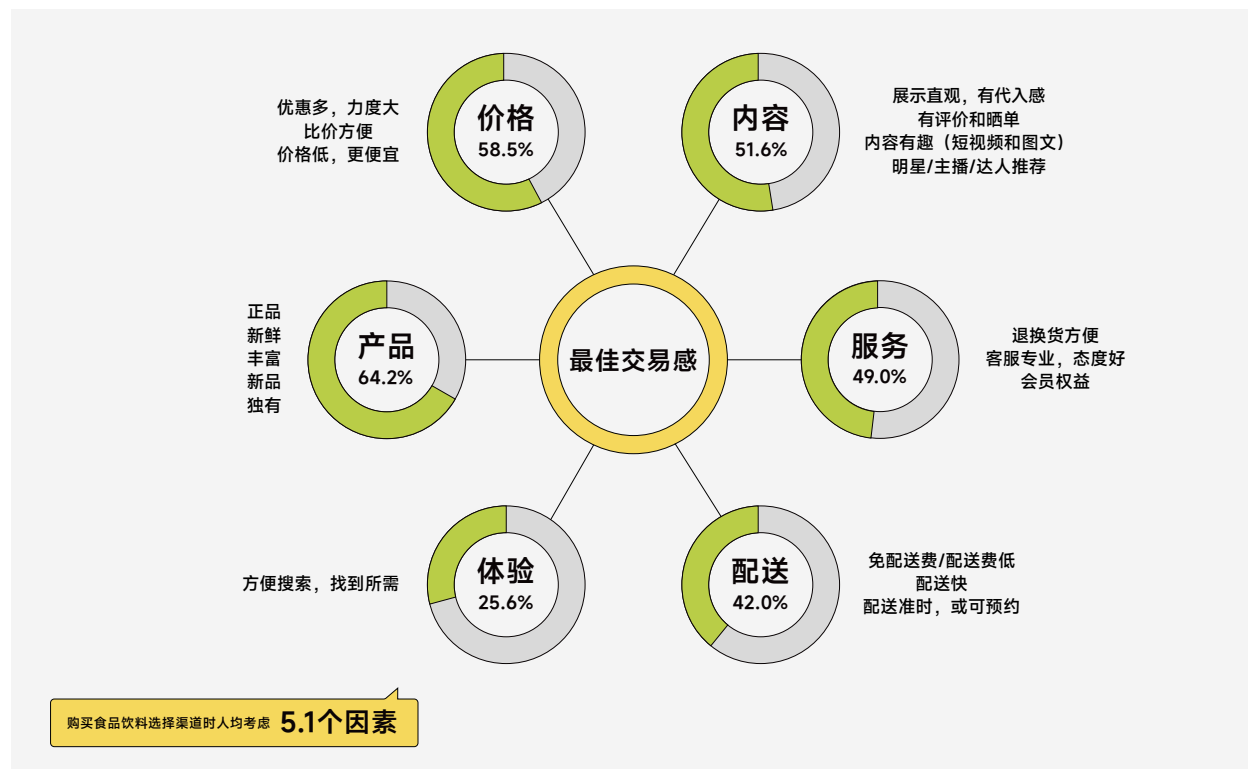 优惠多，力度大
比价方便
价格低，更便宜
价格
58.5%
内容
51.6%
展示直观，有代入感
有评价和晒单
内容有趣（短视频和图文）
明星/主播/达人推荐
正品
新鲜
丰富
新品
独有
产品
64.2%
最佳交易感
服务
49.0%
退换货方便
客服专业，态度好
会员权益
方便搜索，找到所需
体验
25.6%
配送
42.0%
免配送费/配送费低
配送快
配送准时，或可预约
购买食品饮料选择渠道时人均考虑 5.1个因素